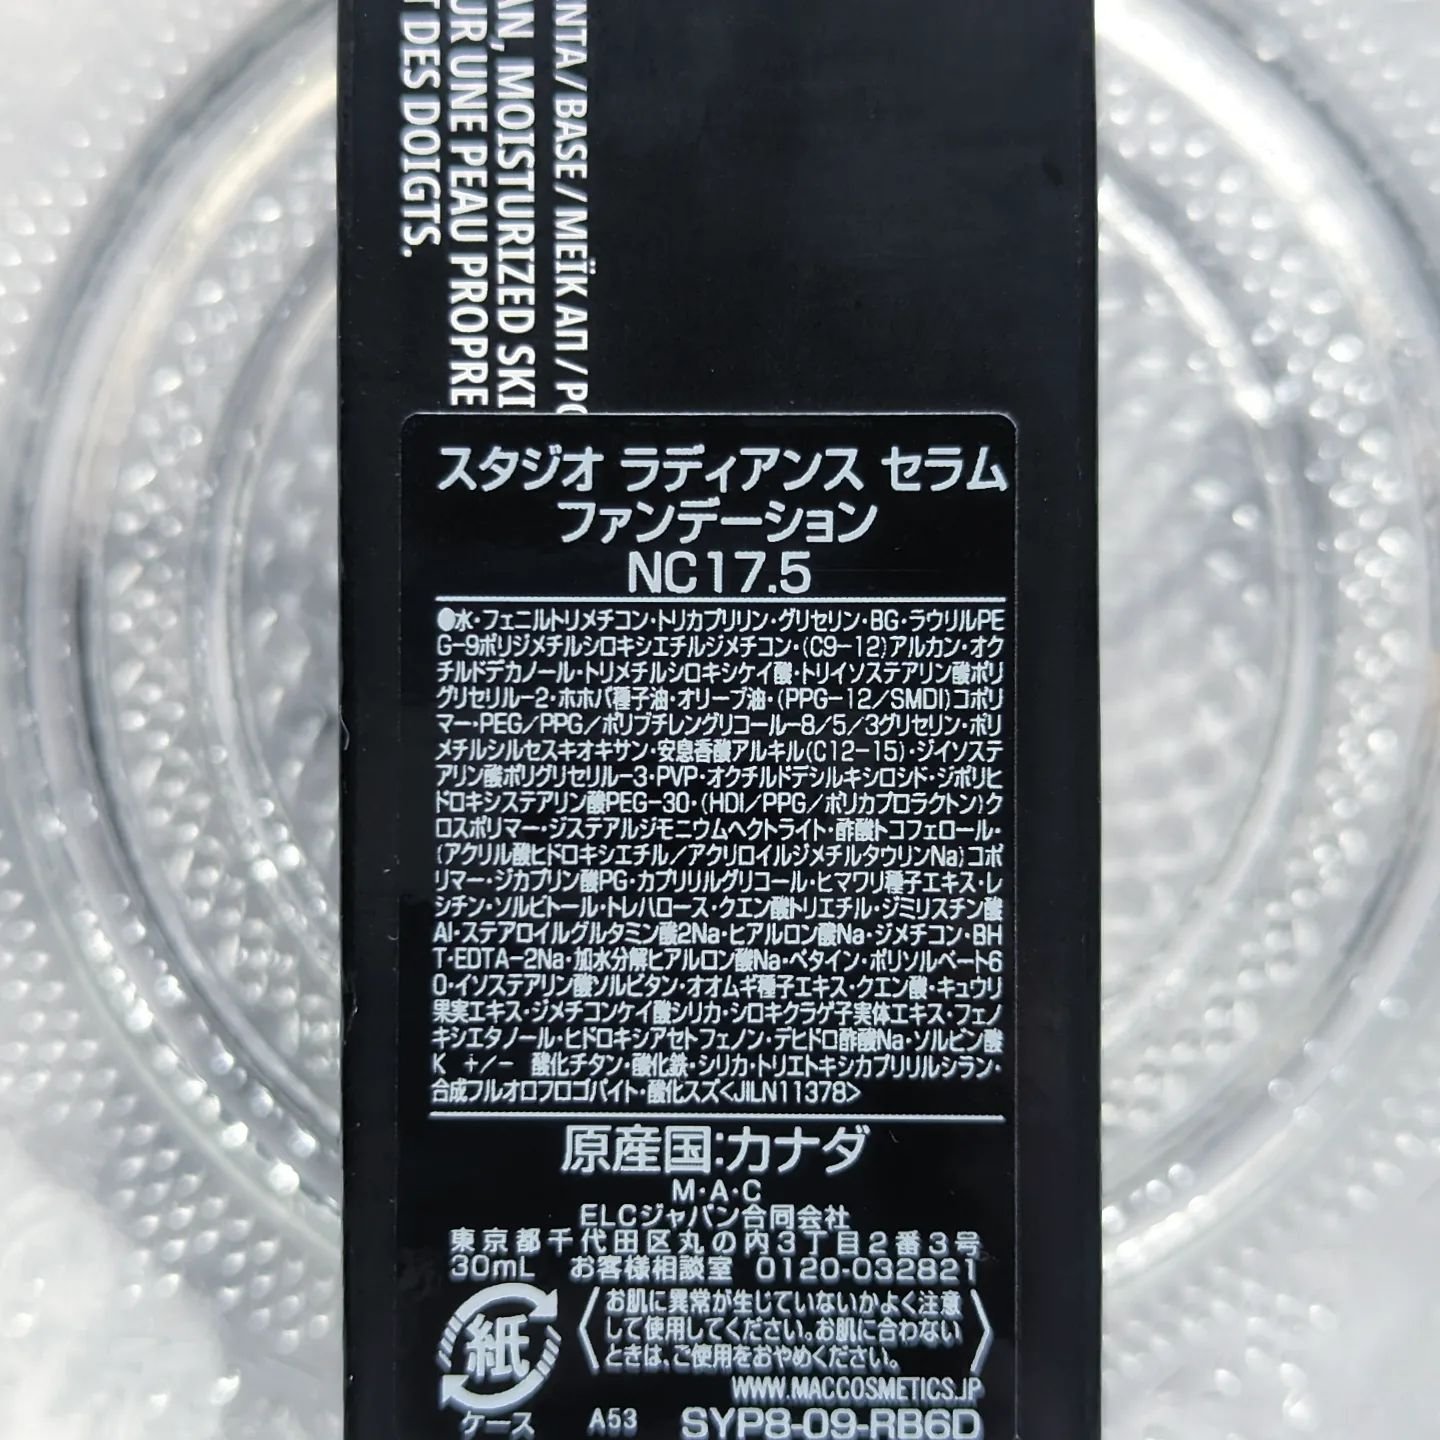 NTA / BASE / МЕЇК АП / PO
AN, MOISTURIZED SKI
UR UNE PEAU PROPRE
T DES DOIGTS.
スタジオ ラディアンス セラム
ファンデーション
NC17.5
●水・フェニルトリメチコン・トリカプリリン・グリセリン・BG・ラウリルPE
G-9ポリジメチルシロキシエチルジメチコン・(C9-12)アルカン・オク
チルドデカノール・トリメチルシロキシケイ酸・トリイソステアリン酸ポリ
グリセリル-2・ホホバ種子油・オリーブ油・(PPG-12/SMDI)コポリ
マー・PEG/PPG/ポリブチレングリコール-8/5/3グリセリン・ポリ
メチルシルセスキオキサン・安息香酸アルキル(C12-15)・ジイソステ
アリン酸ポリグリセリル-3・PVP・オクチルドデシルキシロシド・ジポリヒ
ドロキシステアリン酸PEG-30・(HDI/PPG/ポリカプロラクトン)ク
ロスポリマー・ジステアルジモニウムヘクトライト・酢酸トコフェロール・
(アクリル酸ヒドロキシエチル/アクリロイルジメチルタウリンNa)コポ
リマー・ジカプリン酸PG・カプリリルグリコール・ヒマワリ種子エキス・レ
シチン・ソルビトール・トレハロース・クエン酸トリエチル・ジミリスチン酸
Al・ステアロイルグルタミン酸2Na・ヒアルロン酸Na・ジメチコン・BH
T・EDTA-2Na・加水分解ヒアルロン酸Na・ベタイン・ポリソルベート6
0・イソステアリン酸ソルビタン・オオムギ種子エキス・クエン酸・キュウリ
果実エキス・ジメチコンケイ酸シリカ・シロキクラゲ子実体エキス・フェノ
キシエタノール・ヒドロキシアセトフェノン・デヒドロ酢酸Na・ソルビン酸
K +/- 酸化チタン・酸化鉄・シリカ・トリエトキシカプリリルシラン・
合成フルオロフロゴパイト・酸化スズ<JILN11378>
原産国:カナダ
M・A・C
ELCジャパン合同会社
東京都千代田区丸の内3丁目2番3号
30mL お客様相談室 0120-032821
お肌に異常が生じていないかよく注意
して使用してください。お肌に合わない
ときは、ご使用をおやめください。
WWW.MACCOSMETICS.JP
紙
ケース A53 SYP8-09-RB6D